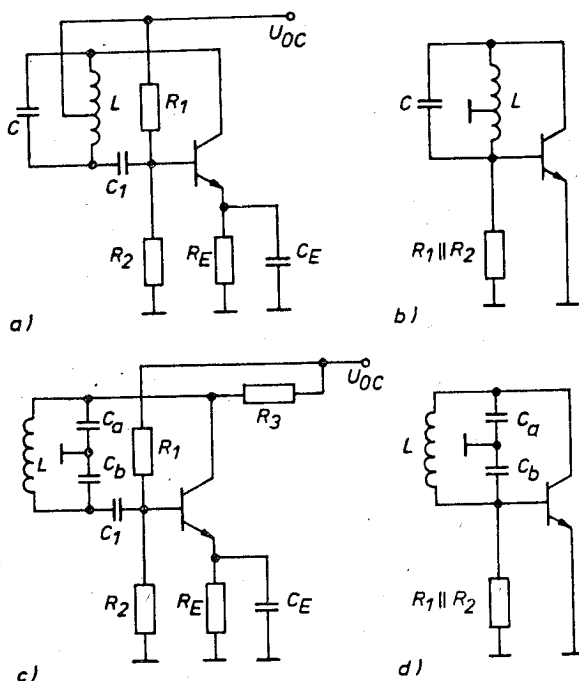 U0C
C
L
R1
C1
R2
RE
CE
a)
C
L
R1 || R2
b)
U0C
R3
Ca
L
Cb
R1
C1
R2
RE
CE
c)
L
Ca
Cb
R1 || R2
d)